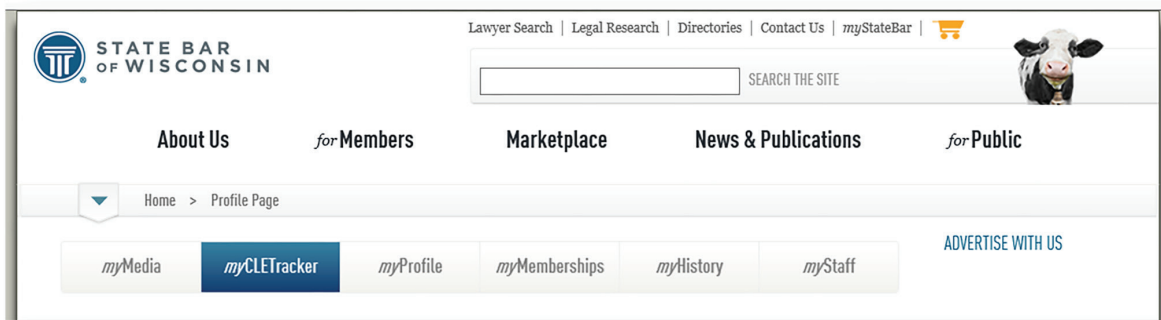 Lawyer Search | Legal Research | Directories | Contact Us | myStateBar |
STATE BAR
OF WISCONSIN
SEARCH THE SITE
About Us for Members Marketplace News & Publications for Public
Home > Profile Page
ADVERTISE WITH US
myMedia myCLETracker myProfile myMemberships myHistory myStaff